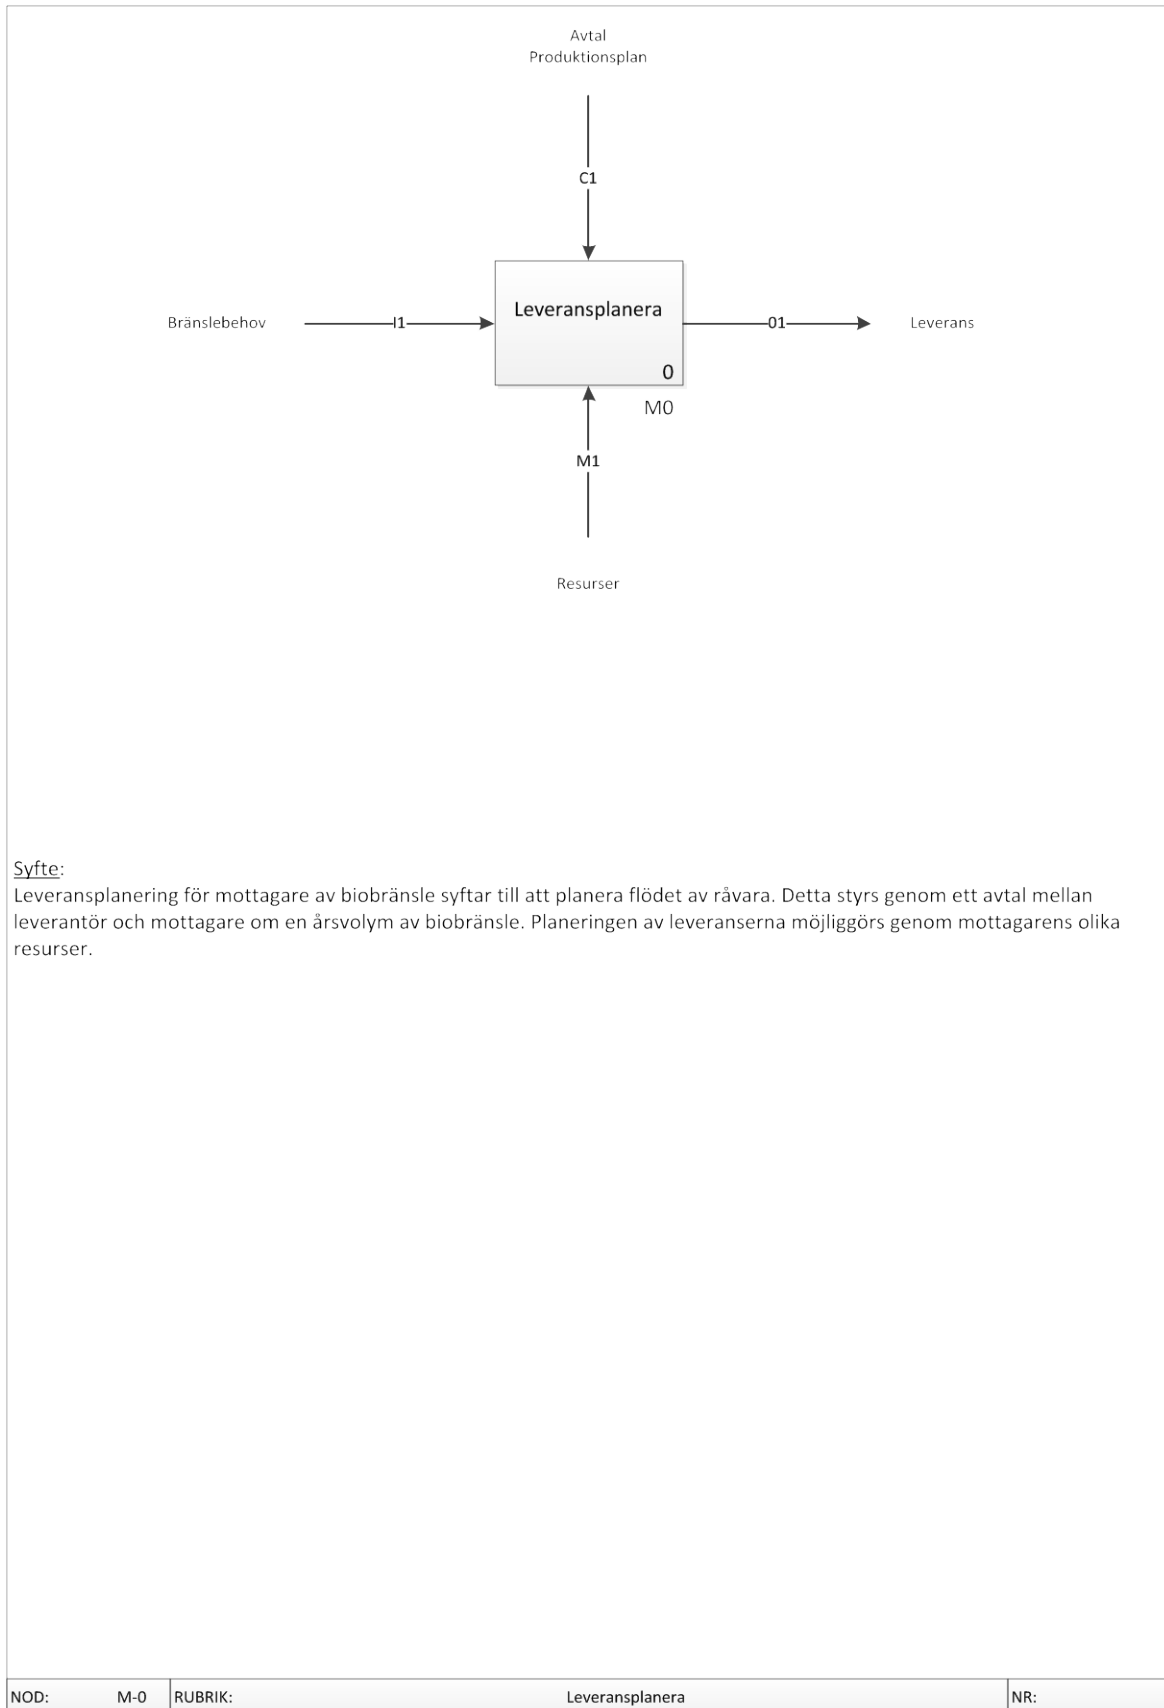 Avtal
Produktionsplan
C1
Leveransplanera
Bränslebehov
I1
01
Leverans
0
M0
M1
Resurser
Syfte:
Leveransplanering för mottagare av biobränsle syftar till att planera flödet av råvara. Detta styrs genom ett avtal mellan
leverantör och mottagare om en årsvolym av biobränsle. Planeringen av leveranserna möjliggörs genom mottagarens olika
resurser.
NOD: M-0 RUBRIK: Leveransplanera NR: